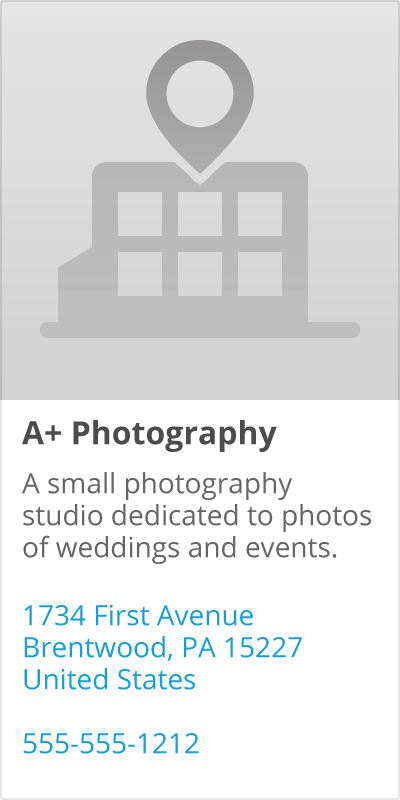 A+ Photography
A small photography
studio dedicated to photos
of weddings and events.
1734 First Avenue
Brentwood, PA 15227
United States
555-555-1212